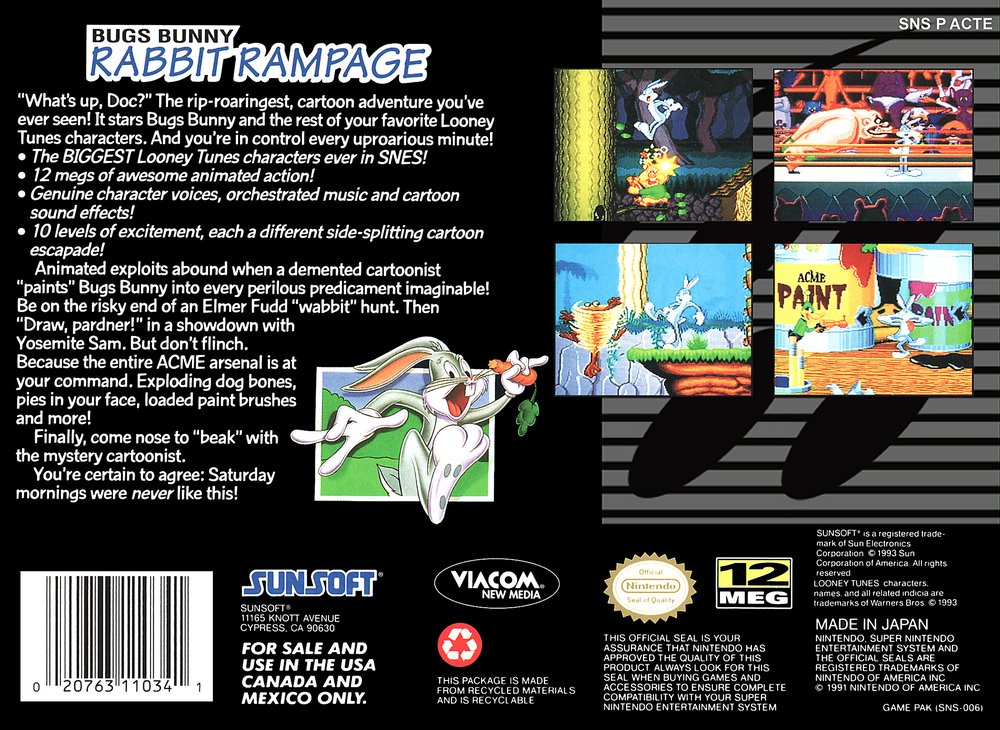 SNS P ACTE
BUGS BUNNY
RABBIT RAMPAGE
"What's up, Doc?" The rip-roaringest, cartoon adventure you've
ever seen! It stars Bugs Bunny and the rest of your favorite Looney
Tunes characters. And you're in control every uproarious minute!
• The BIGGEST Looney Tunes characters ever in SNES!
• 12 megs of awesome animated action!
• Genuine character voices, orchestrated music and cartoon
sound effects!
• 10 levels of excitement, each a different side-splitting cartoon
escapade!
Animated exploits abound when a demented cartoonist
"paints" Bugs Bunny into every perilous predicament imaginable!
Be on the risky end of an Elmer Fudd "wabbit" hunt. Then
"Draw, pardner!" in a showdown with
Yosemite Sam. But don't flinch.
Because the entire ACME arsenal is at
your command. Exploding dog bones,
pies in your face, loaded paint brushes
and more!
Finally, come nose to "beak" with
the mystery cartoonist.
You're certain to agree: Saturday
mornings were never like this!
ACME
PAINT
PAIN
0 20763 11034 1
SUNSOFT®
SUNSOFT®
11165 KNOTT AVENUE
CYPRESS, CA 90630
FOR SALE AND
USE IN THE USA
CANADA AND
MEXICO ONLY.
VIACOM®
NEW MEDIA
THIS PACKAGE IS MADE
FROM RECYCLED MATERIALS
AND IS RECYCLABLE
Official
Nintendo
Seal of Quality
THIS OFFICIAL SEAL IS YOUR
ASSURANCE THAT NINTENDO HAS
APPROVED THE QUALITY OF THIS
PRODUCT. ALWAYS LOOK FOR THIS
SEAL WHEN BUYING GAMES AND
ACCESSORIES TO ENSURE COMPLETE
COMPATIBILITY WITH YOUR SUPER
NINTENDO ENTERTAINMENT SYSTEM
12
MEG
SUNSOFT® is a registered trade-
mark of Sun Electronics
Corporation. © 1993 Sun
Corporation of America. All rights
reserved
LOONEY TUNES characters,
names, and all related indicia are
trademarks of Warners Bros. © 1993
MADE IN JAPAN
NINTENDO, SUPER NINTENDO
ENTERTAINMENT SYSTEM AND
THE OFFICIAL SEALS ARE
REGISTERED TRADEMARKS OF
NINTENDO OF AMERICA INC
© 1991 NINTENDO OF AMERICA INC
GAME PAK (SNS-006)